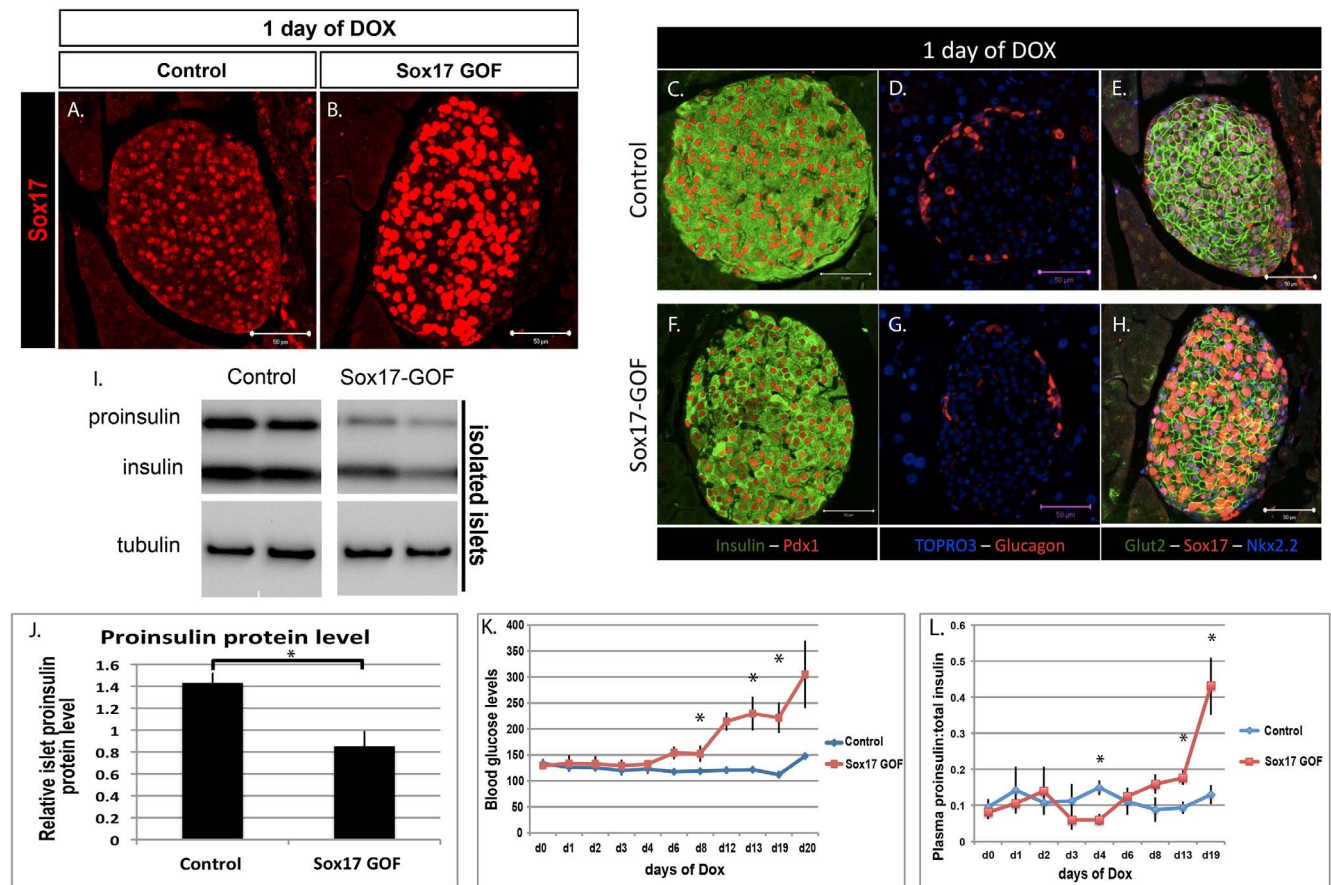 1 day of DOX
Control
Sox17 GOF
Sox17
A.
B.
50 µm
50 µm
1 day of DOX
Control
C.
D.
E.
50 µm
50 µm
Sox17-GOF
F.
G.
H.
50 µm
50 µm
Insulin – Pdx1
TOPRO3 – Glucagon
Glut2 – Sox17 – Nkx2.2
I.
Control
Sox17-GOF
proinsulin
insulin
tubulin
isolated islets
J.
Proinsulin protein level
*
Relative islet proinsulin
protein level
1.6
1.4
1.2
1
0.8
0.6
0.4
0.2
0
Control
Sox17 GOF
K.
Blood glucose levels
400
350
300
250
200
150
100
50
0
*
*
*
Control
Sox17 GOF
d0 d1 d2 d3 d4 d6 d8 d12 d13 d19 d20
days of Dox
L.
Plasma proinsulin:total insulin
0.6
0.5
0.4
0.3
0.2
0.1
0
*
*
*
Control
Sox17 GOF
d0 d1 d2 d3 d4 d6 d8 d13 d19
days of Dox